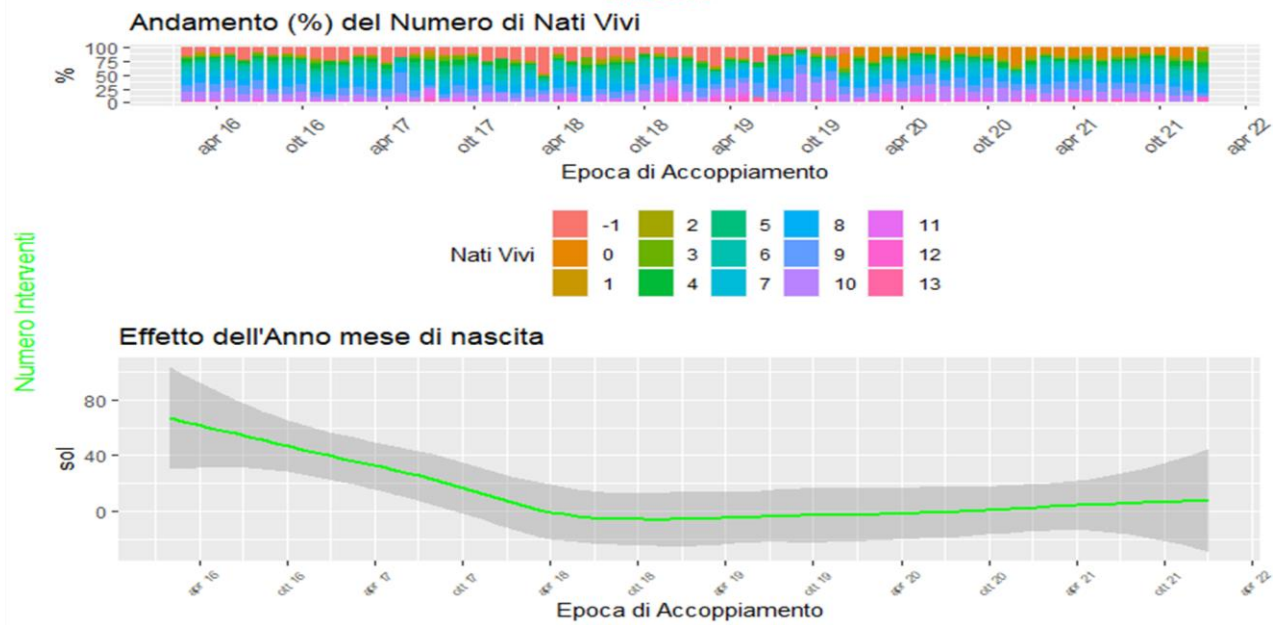 Andamento (%) del Numero di Nati Vivi
100
75
50
25
0
%
apr 16
ott 16
apr 17
ott 17
apr 18
ott 18
apr 19
ott 19
apr 20
ott 20
apr 21
ott 21
apr 22
Epoca di Accoppiamento
Nati Vivi
-1 2 5 8 11
0 3 6 9 12
1 4 7 10 13
Numero Interventi
Effetto dell'Anno mese di nascita
80
40
0
sol
apr 16
ott 16
apr 17
ott 17
apr 18
ott 18
apr 19
ott 19
apr 20
ott 20
apr 21
ott 21
apr 22
Epoca di Accoppiamento